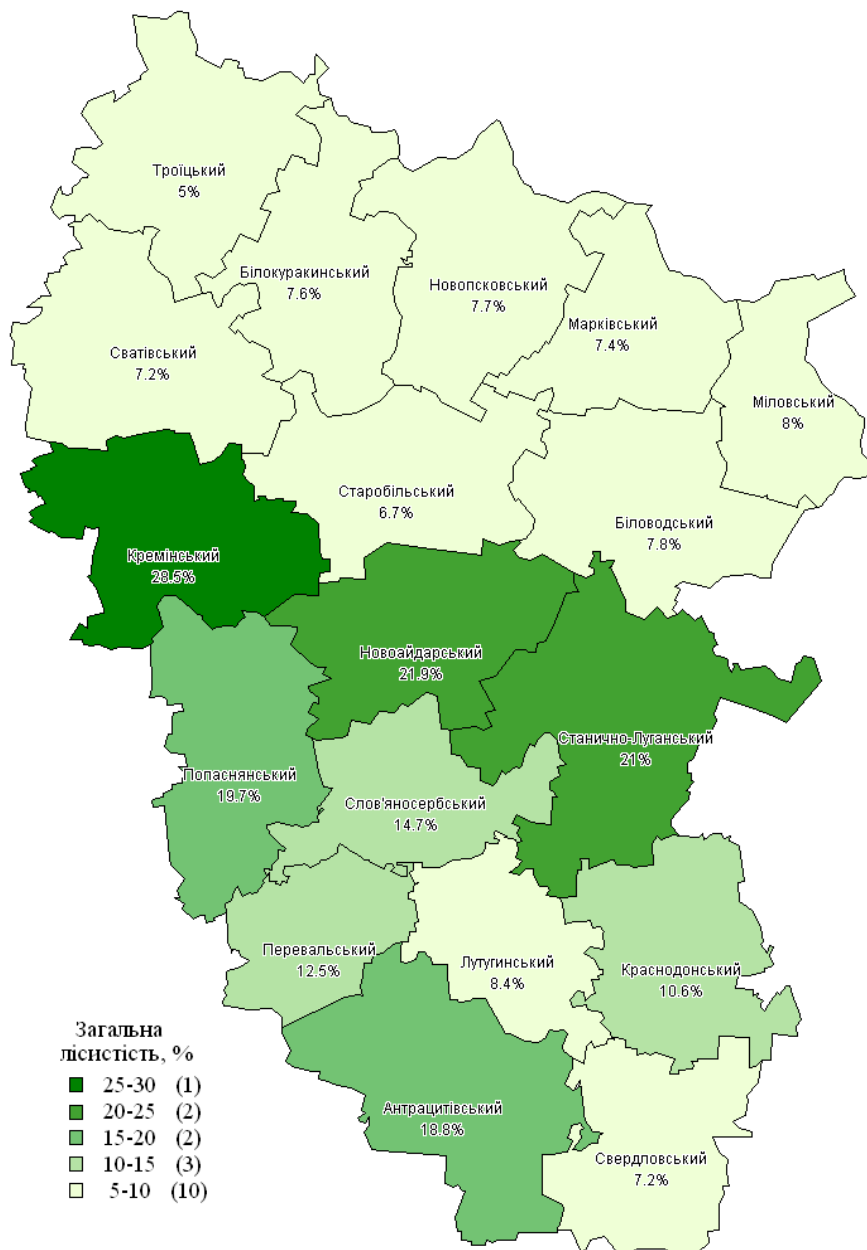 Троїцький
5%
Білокуракинський
7.6%
Новопсковський
7.7%
Марківський
7.4%
Сватівський
7.2%
Міловський
8%
Старобільський
6.7%
Біловодський
7.8%
Кремінський
28.5%
Новоайдарський
21.9%
Станично-Луганський
21%
Попаснянський
19.7%
Слов'яносербський
14.7%
Перевальський
12.5%
Лутугинський
8.4%
Краснодонський
10.6%
Антрацитівський
18.8%
Свердловський
7.2%
Загальна
лісистість, %
25-30 (1)
20-25 (2)
15-20 (2)
10-15 (3)
5-10 (10)